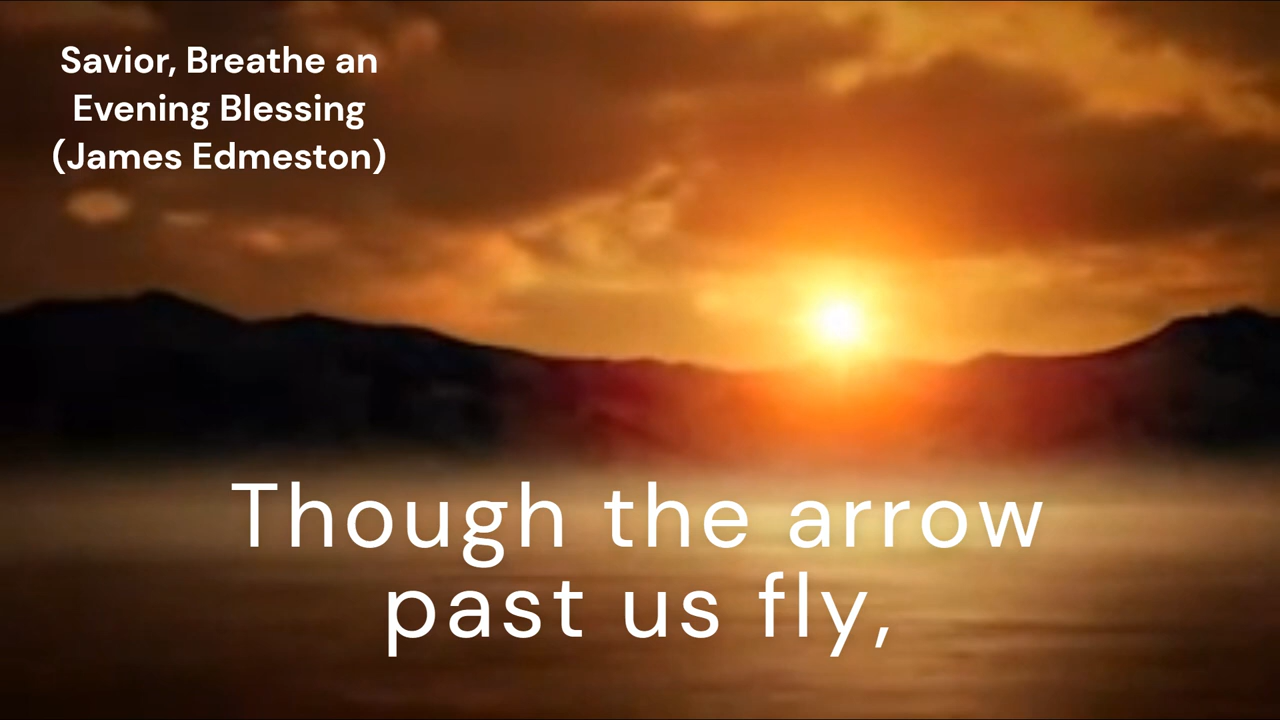 Savior, Breathe an
Evening Blessing
(James Edmeston)
Though the arrow
past us fly,